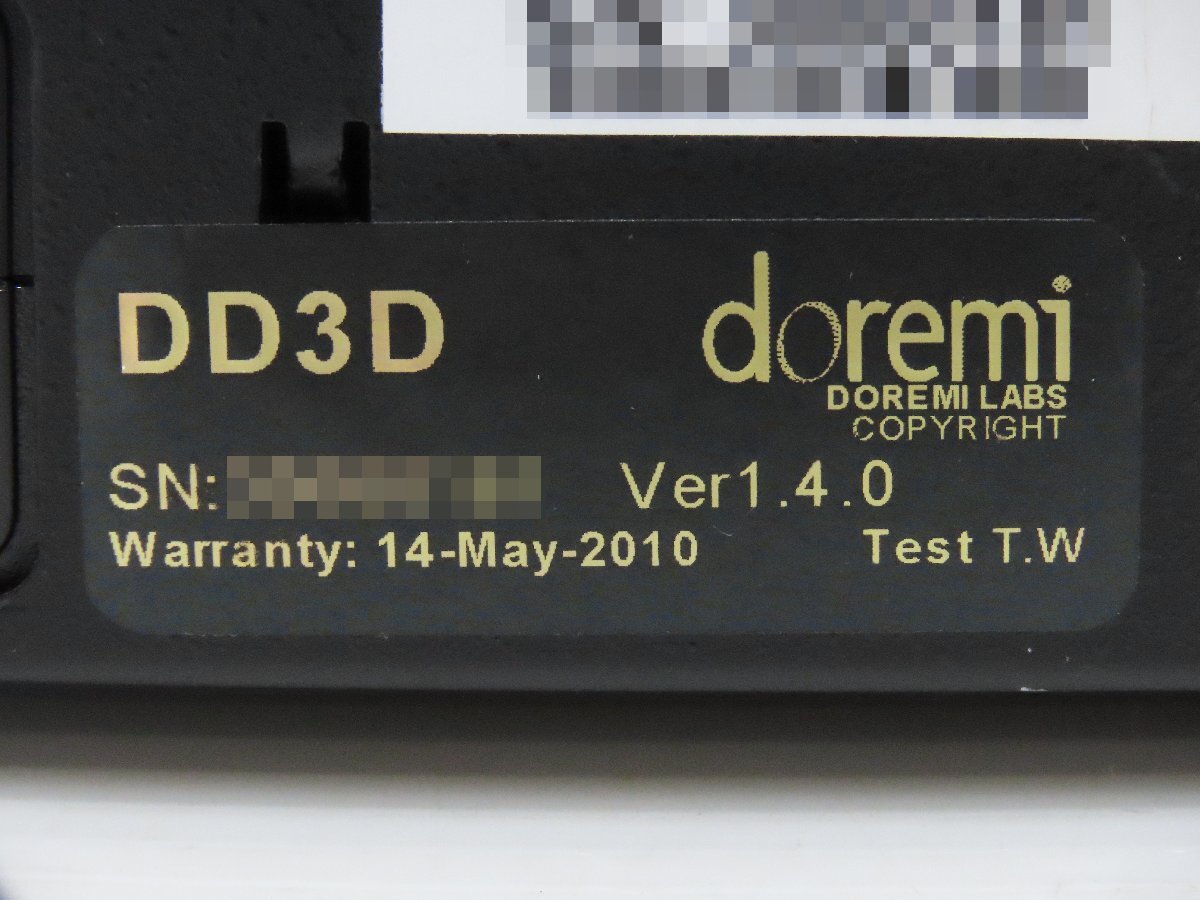 DD3D
doremi
DOREMI LABS
COPYRIGHT
SN:
Ver1.4.0
Warranty: 14-May-2010
Test T.W